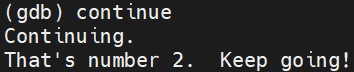 (gdb) continue
Continuing.
That's number 2.  Keep going!